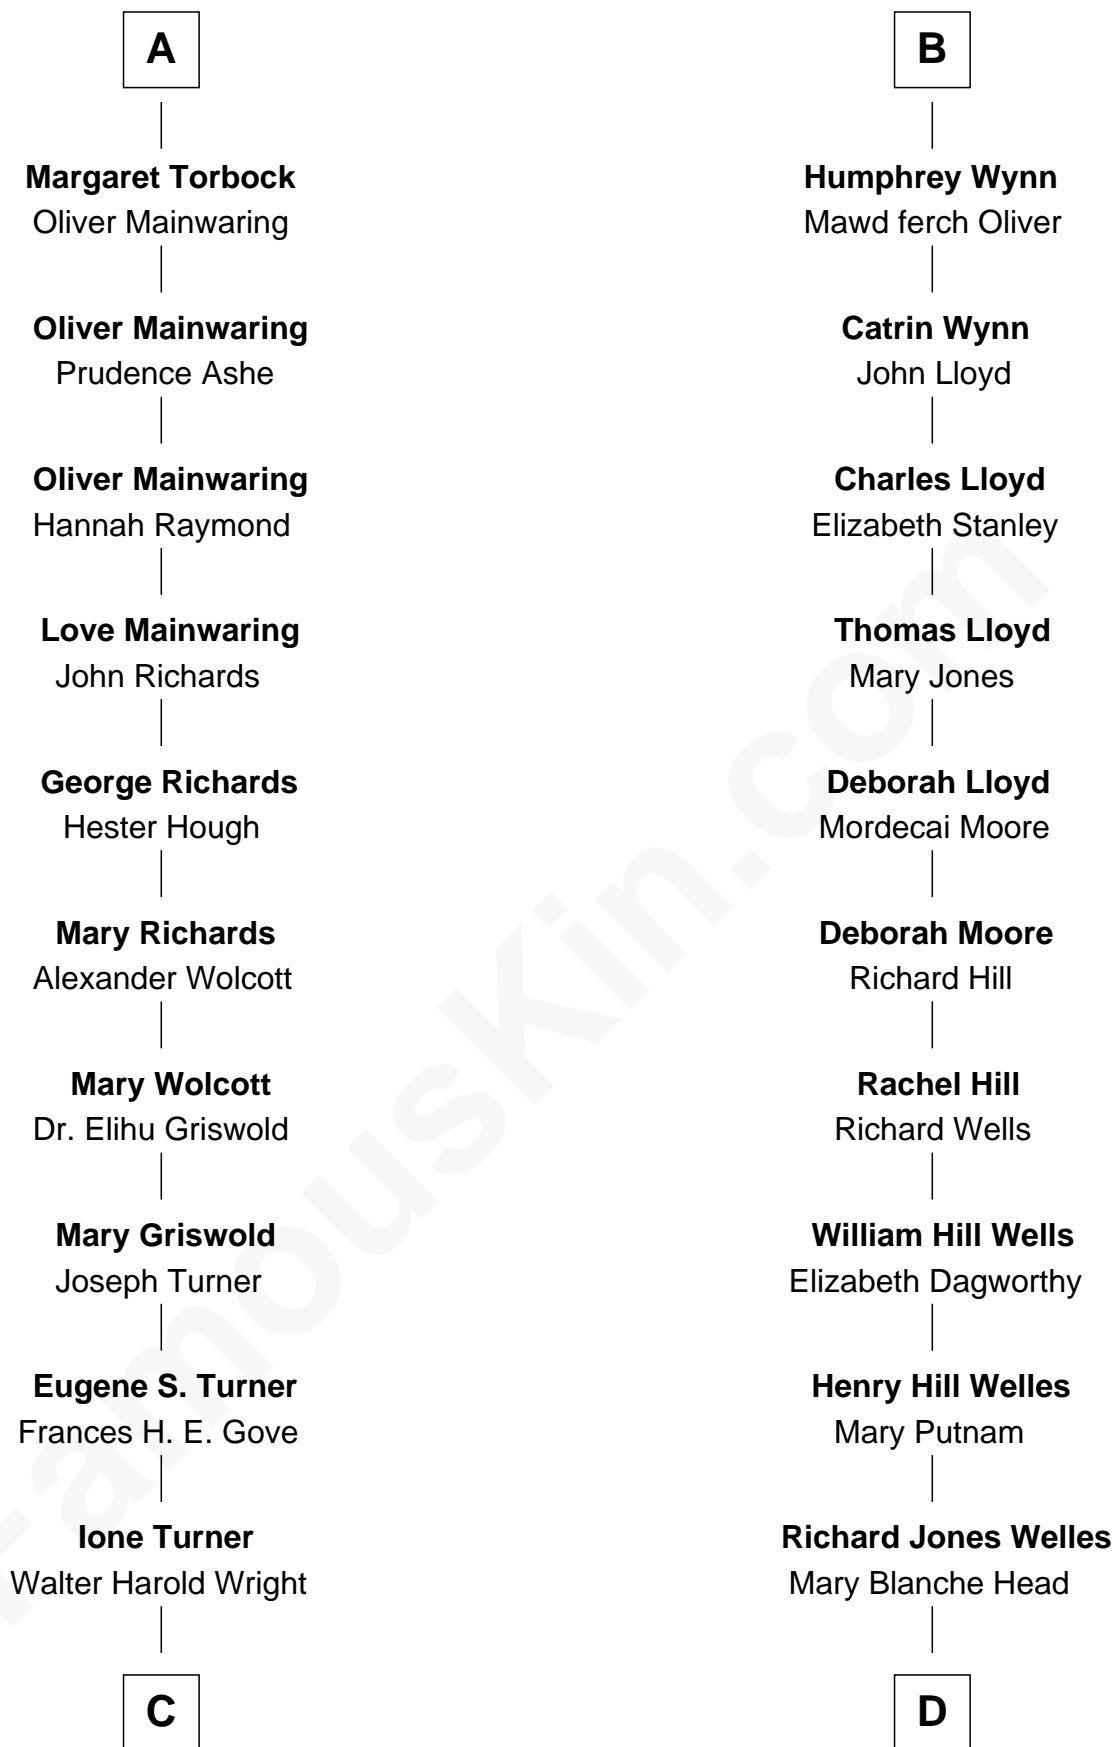 A
Margaret Torbock
Oliver Mainwaring
Oliver Mainwaring
Prudence Ashe
Oliver Mainwaring
Hannah Raymond
Love Mainwaring
John Richards
George Richards
Hester Hough
Mary Richards
Alexander Wolcott
Mary Wolcott
Dr. Elihu Griswold
Mary Griswold
Joseph Turner
Eugene S. Turner
Frances H. E. Gove
Ione Turner
Walter Harold Wright
C
B
Humphrey Wynn
Mawd ferch Oliver
Catrin Wynn
John Lloyd
Charles Lloyd
Elizabeth Stanley
Thomas Lloyd
Mary Jones
Deborah Lloyd
Mordecai Moore
Deborah Moore
Richard Hill
Rachel Hill
Richard Wells
William Hill Wells
Elizabeth Dagworthy
Henry Hill Welles
Mary Putnam
Richard Jones Welles
Mary Blanche Head
D
FamousKin.com